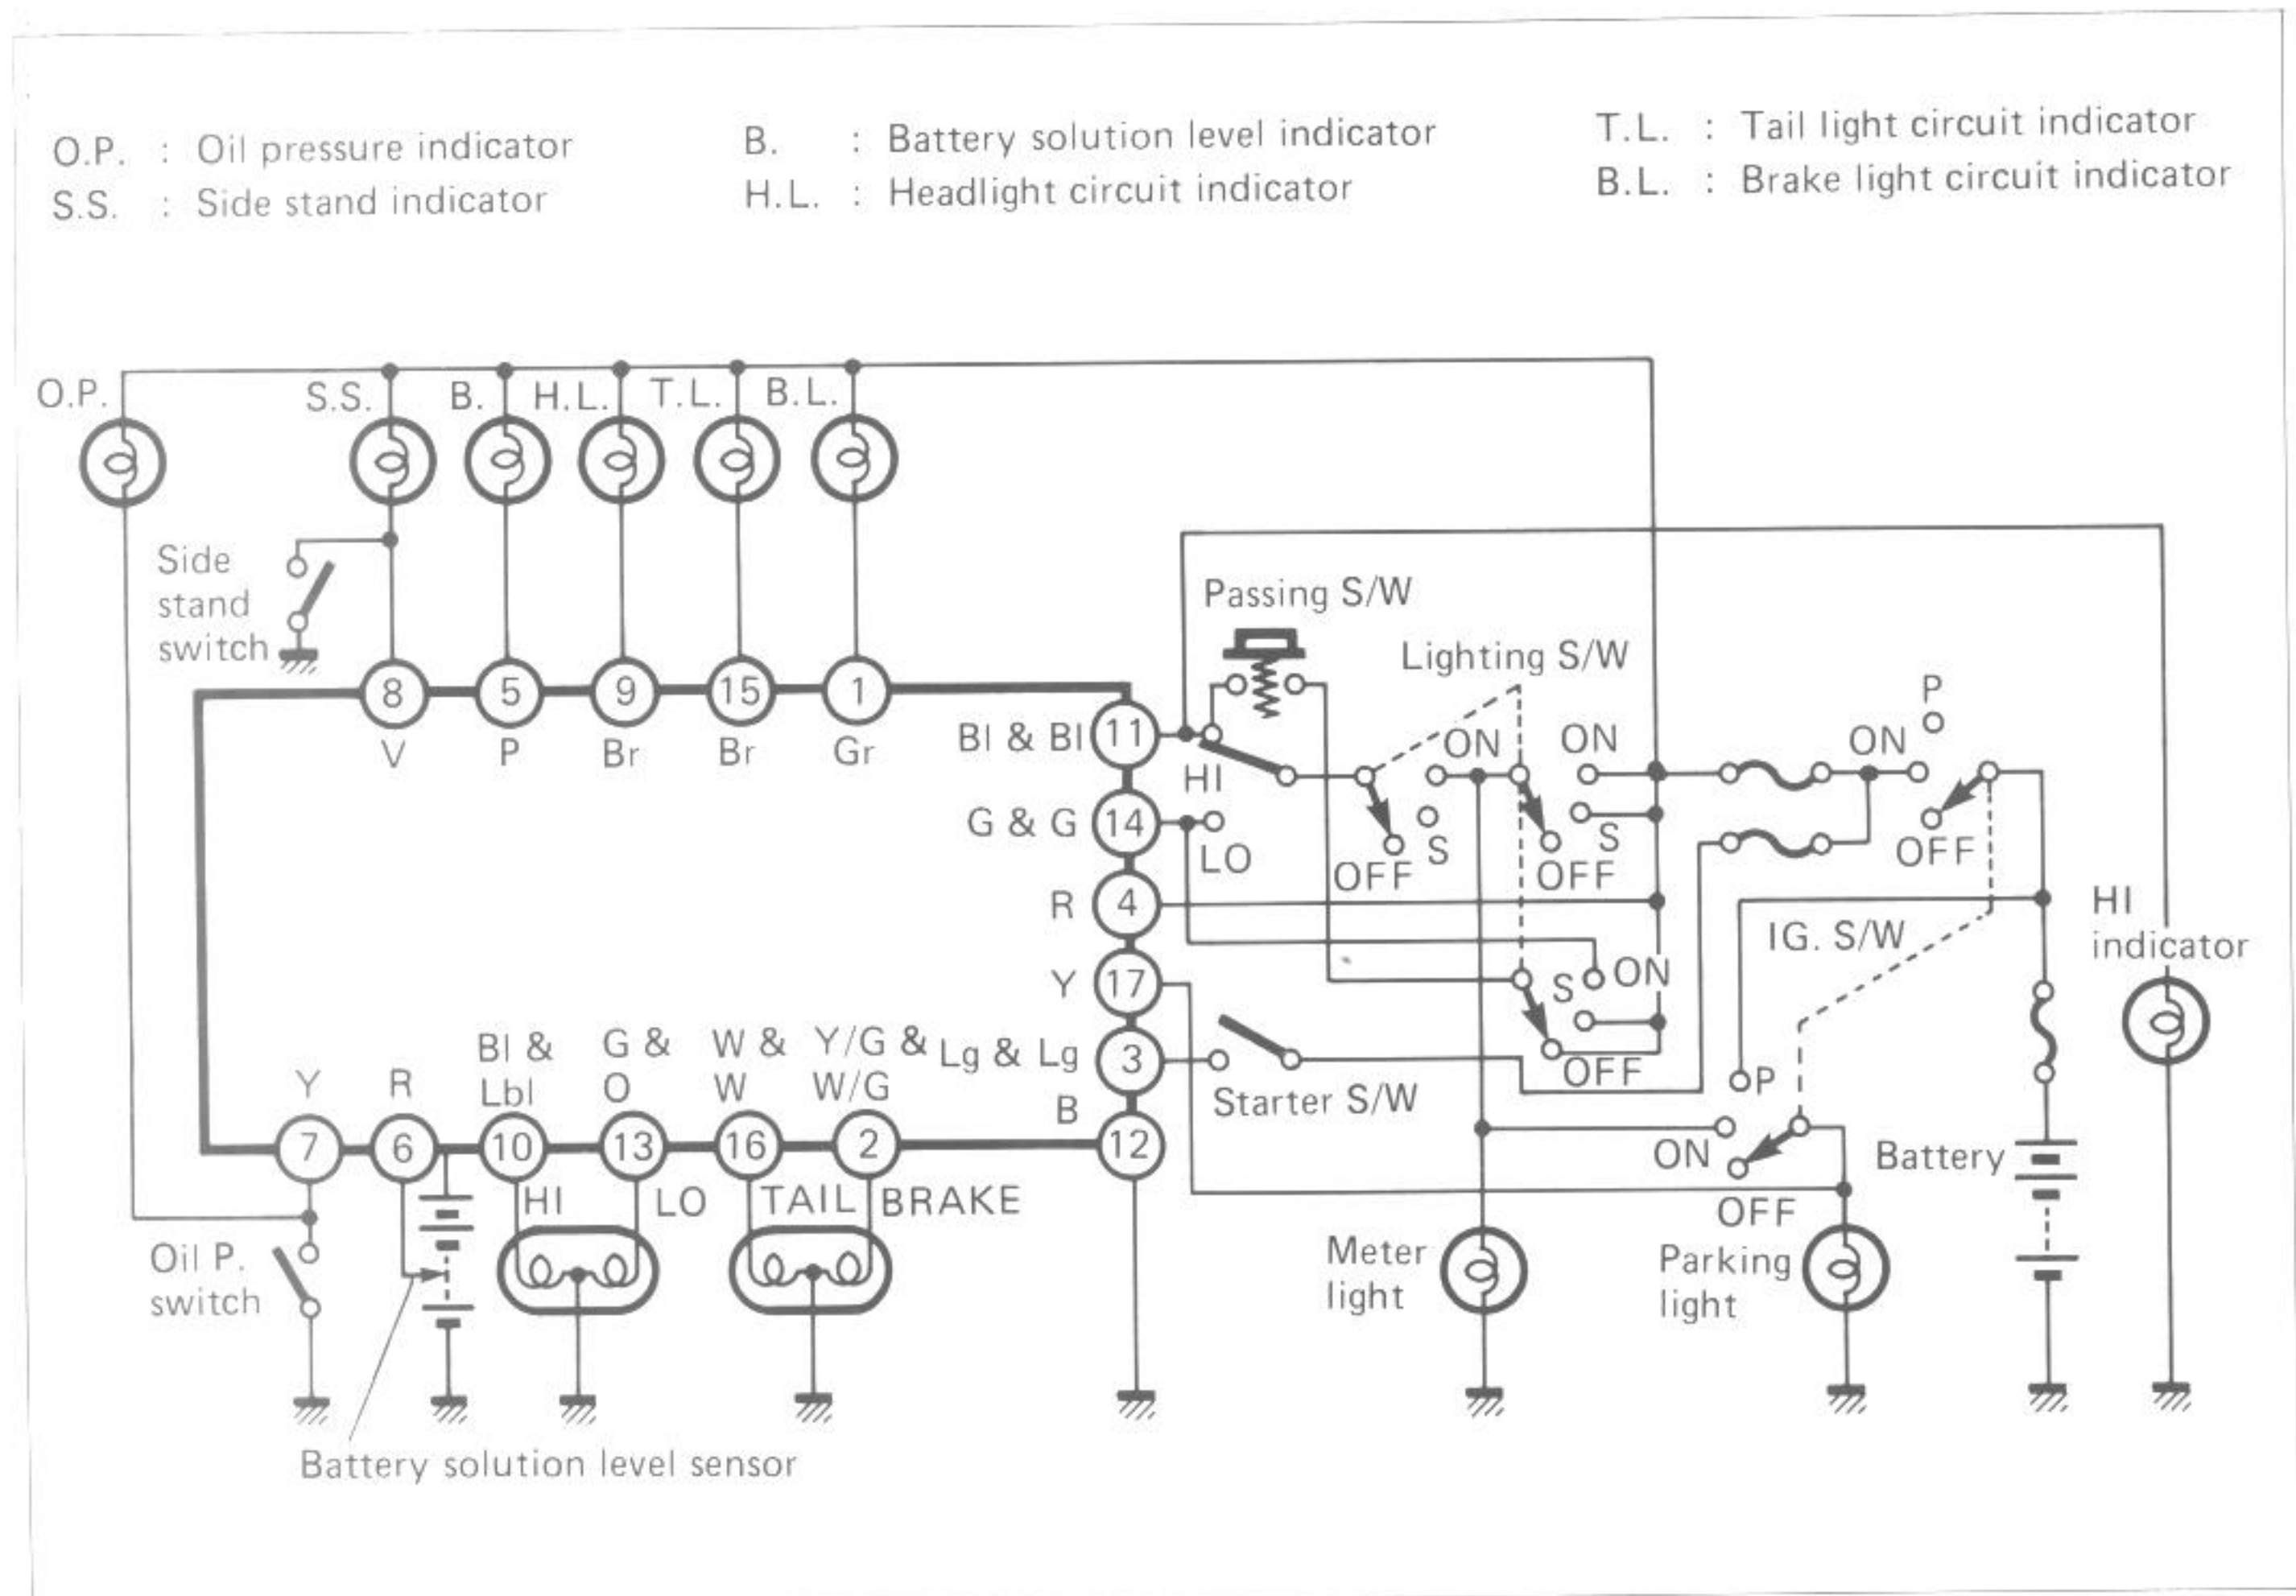 O.P. : Oil pressure indicator
S.S. : Side stand indicator
B. : Battery solution level indicator
H.L. : Headlight circuit indicator
T.L. : Tail light circuit indicator
B.L. : Brake light circuit indicator
O.P.
S.S.
B.
H.L.
T.L.
B.L.
Side
stand
switch
8
5
9
15
1
V
P
Br
Br
Gr
Passing S/W
Lighting S/W
Bl & Bl
11
HI
ON
ON
ON
P
G & G
14
LO
OFF
S
OFF
S
OFF
R
4
IG. S/W
HI
indicator
Y
17
S
ON
OFF
Lg & Lg
3
Starter S/W
P
B
12
ON
OFF
Battery
Y
R
Bl &
Lbl
G &
O
W &
W
Y/G &
W/G
7
6
10
13
16
2
HI
LO
TAIL
BRAKE
Oil P.
switch
Meter
light
Parking
light
Battery solution level sensor